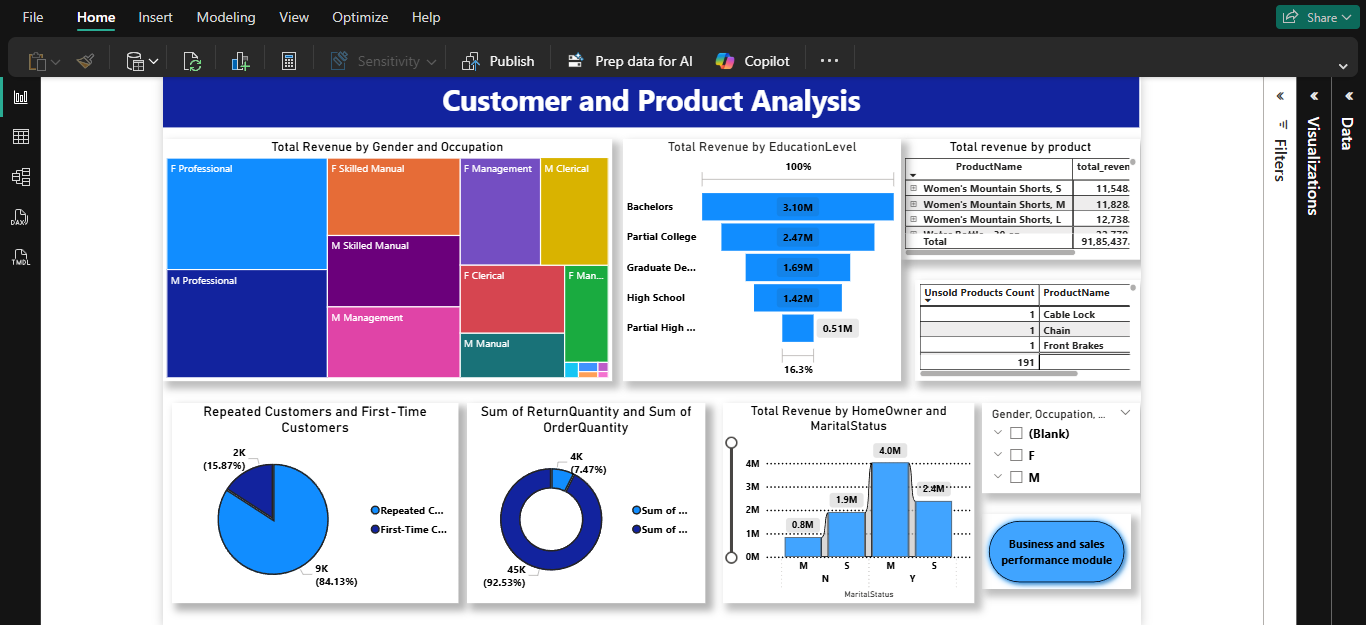 File Home Insert Modeling View Optimize Help Share
Sensitivity Publish Prep data for AI Copilot ...
DAX
TMDL
Customer and Product Analysis
Filters
Visualizations
Data
Total Revenue by Gender and Occupation
F Professional
F Skilled Manual
F Management
M Clerical
M Skilled Manual
M Professional
F Clerical
F Man...
M Management
M Manual
Total Revenue by EducationLevel
100%
Bachelors 3.10M
Partial College 2.47M
Graduate De... 1.69M
High School 1.42M
Partial High ... 0.51M
16.3%
Total revenue by product
ProductName total_reven
Women's Mountain Shorts, S 11,548.
Women's Mountain Shorts, M 11,828.
Women's Mountain Shorts, L 12,738.
Total 91,85,437.
Unsold Products Count ProductName
1 Cable Lock
1 Chain
1 Front Brakes
191
Repeated Customers and First-Time
Customers
2K
(15.87%)
Repeated C...
First-Time C...
9K
(84.13%)
Sum of ReturnQuantity and Sum of
OrderQuantity
4K
(7.47%)
Sum of ...
Sum of ...
45K
(92.53%)
Total Revenue by HomeOwner and
MaritalStatus
4M
3M
2M
1M
0M
0.8M
1.9M
4.0M
2.4M
M S M S
N Y
MaritalStatus
Gender, Occupation, ...
(Blank)
F
M
Business and sales
performance module